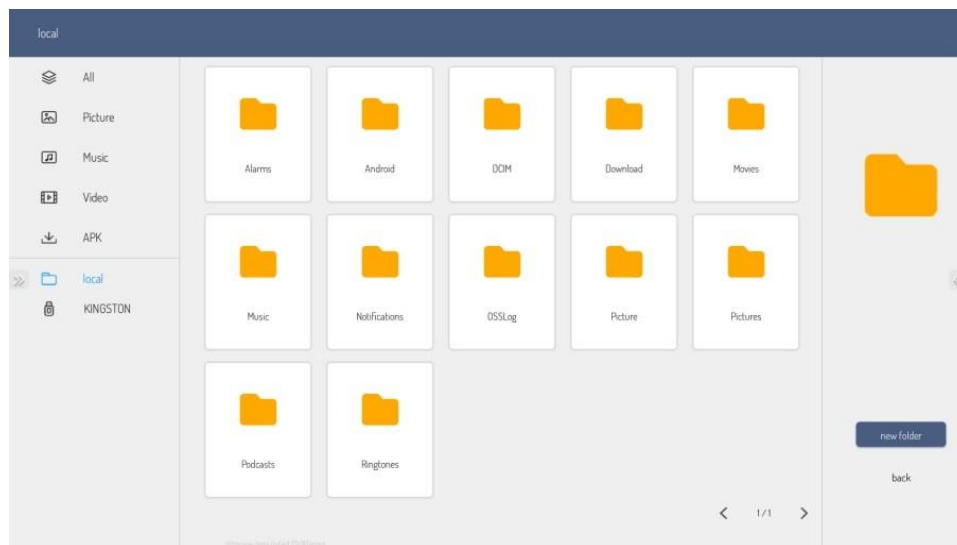 local
All
Picture
Music
Video
APK
local
KINGSTON
Alarms
Android
DCIM
Download
Movies
Music
Notifications
OSSLog
Picture
Pictures
Podcasts
Ringtones
1/1
new folder
back